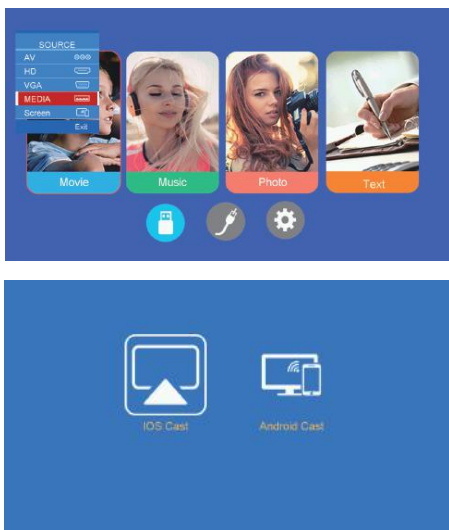 SOURCE
AV
HD
VGA
MEDIA
Screen
Exit
Movie
Music
Photo
Text
IOS Cast
Android Cast